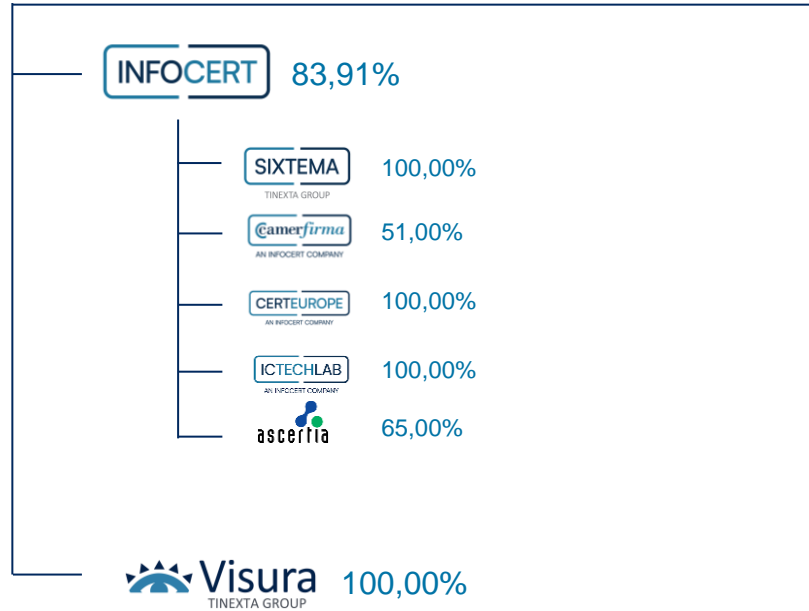 INFOCERT 83,91%
SIXTEMA 100,00%
TINEXTA GROUP
Camerfirma 51,00%
AN INFOCERT COMPANY
CERTEUROPE 100,00%
AN INFOCERT COMPANY
ICTECHLAB 100,00%
AN INFOCERT COMPANY
ascertia 65,00%
Visura 100,00%
TINEXTA GROUP